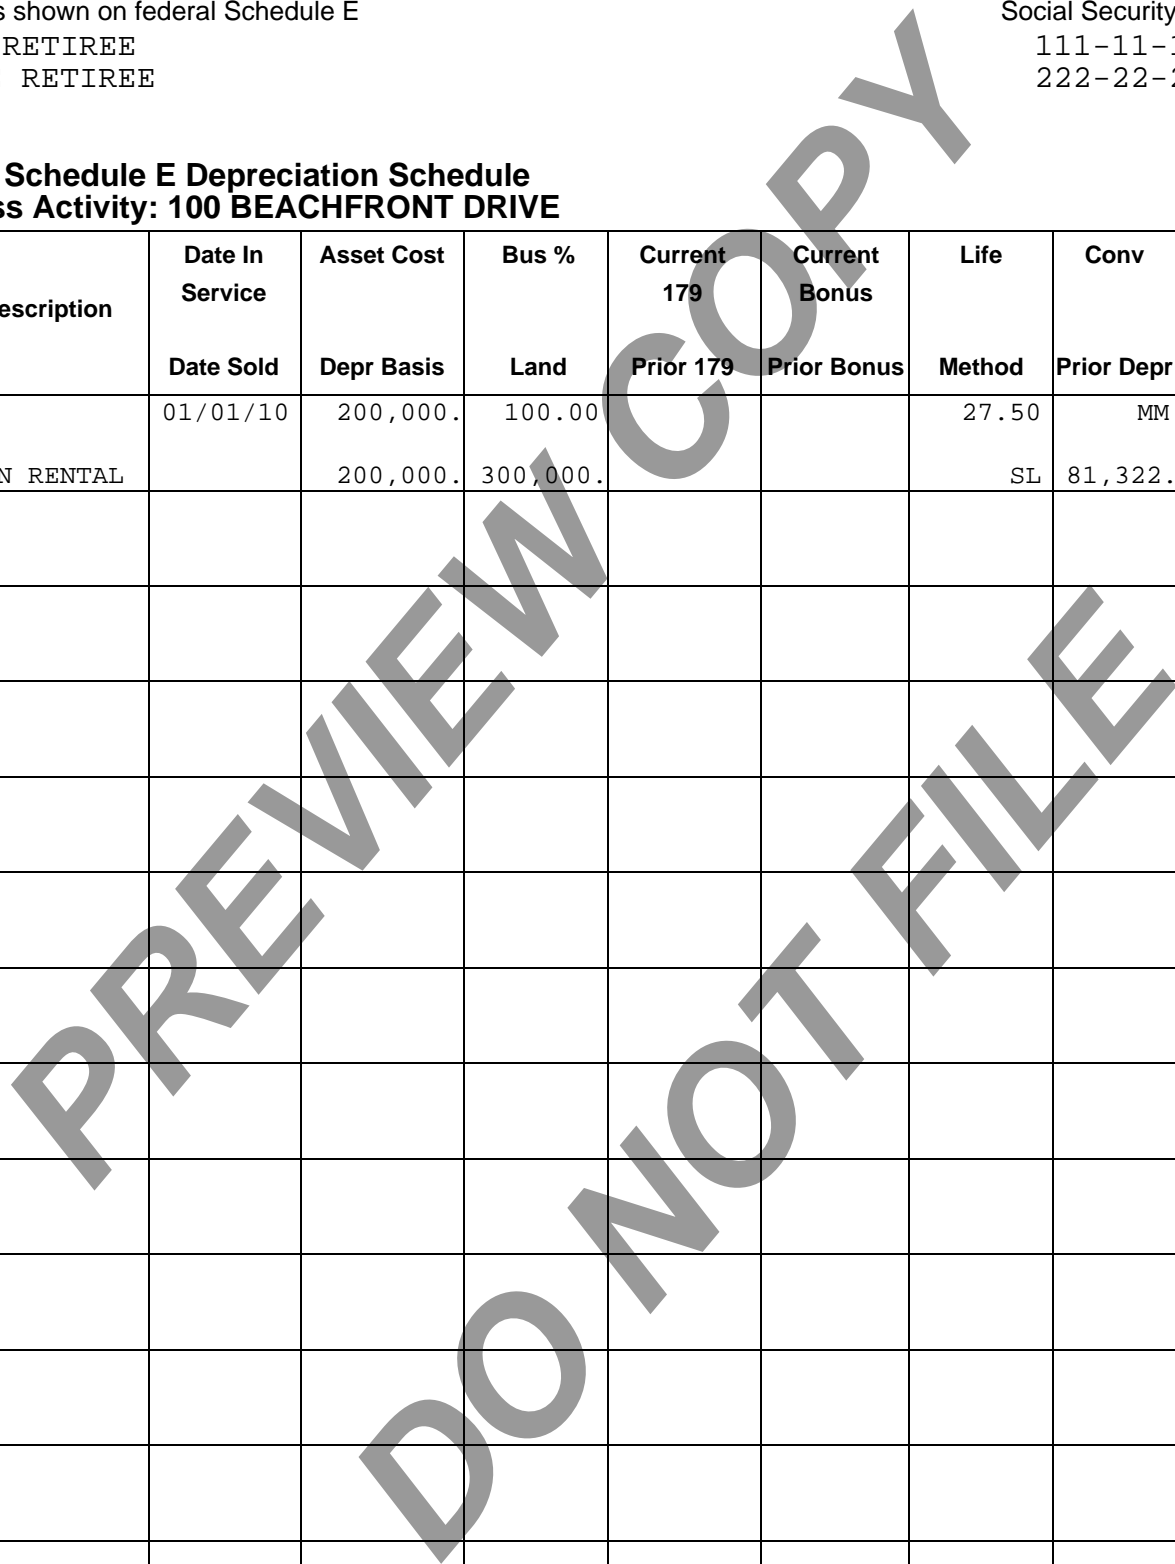 s shown on federal Schedule E Social Security
RETIREE 111-11-
RETIREE 222-22-
Schedule E Depreciation Schedule
ss Activity: 100 BEACHFRONT DRIVE
escription
Date In Asset Cost Bus % Current Current Life Conv
Service 179 Bonus
Date Sold Depr Basis Land Prior 179 Prior Bonus Method Prior Depr
01/01/10 200,000. 100.00 27.50 MM
N RENTAL 200,000. 300,000. SL 81,322.
PREVIEW COPY
DO NOT FILE